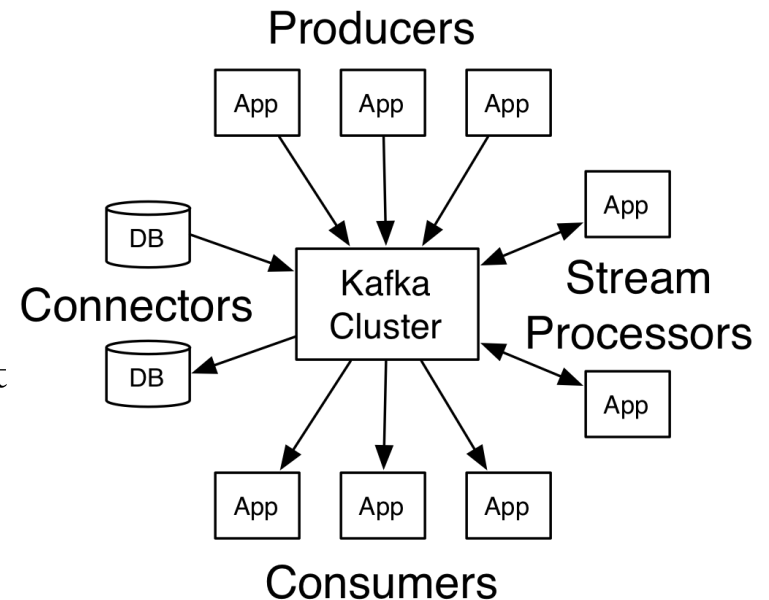 Producers
App
App
App
App
DB
Kafka
Cluster
Stream
Processors
Connectors
DB
App
App
App
App
Consumers